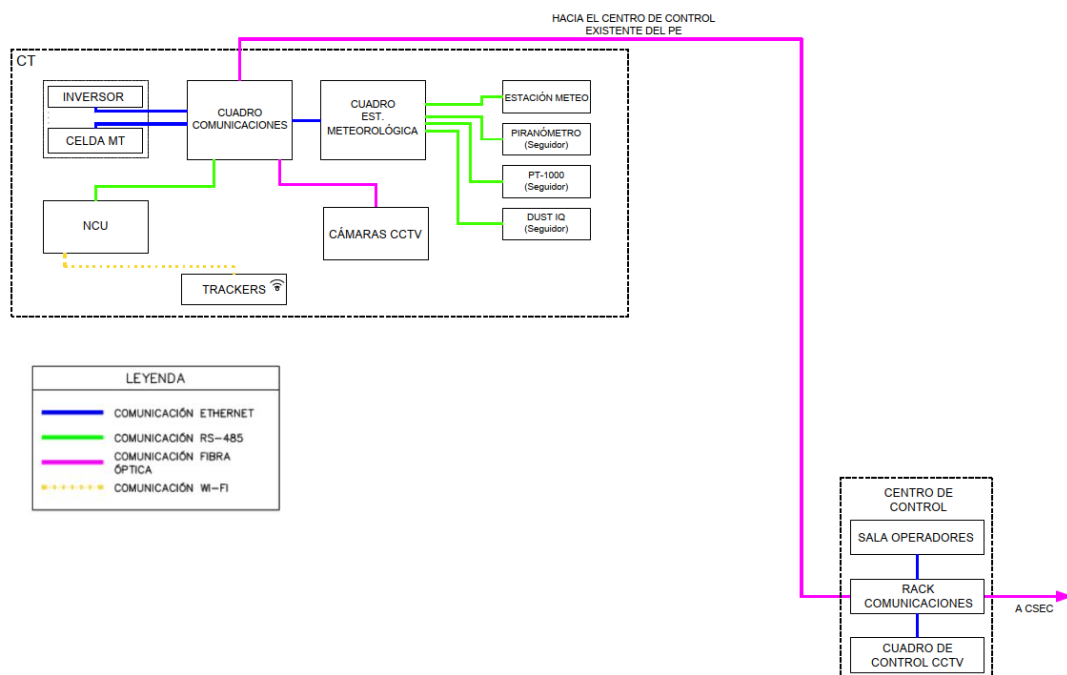 HACIA EL CENTRO DE CONTROL
EXISTENTE DEL PE
CT
INVERSOR
CELDA MT
CUADRO
COMUNICACIONES
CUADRO
EST.
METEOROLÓGICA
ESTACIÓN METEO
PIRANÓMETRO
(Seguidor)
PT-1000
(Seguidor)
DUST IQ
(Seguidor)
NCU
CÁMARAS CCTV
TRACKERS
LEYENDA
COMUNICACIÓN ETHERNET
COMUNICACIÓN RS-485
COMUNICACIÓN FIBRA
ÓPTICA
COMUNICACIÓN WI-FI
CENTRO DE
CONTROL
SALA OPERADORES
RACK
COMUNICACIONES
A CSEC
CUADRO DE
CONTROL CCTV